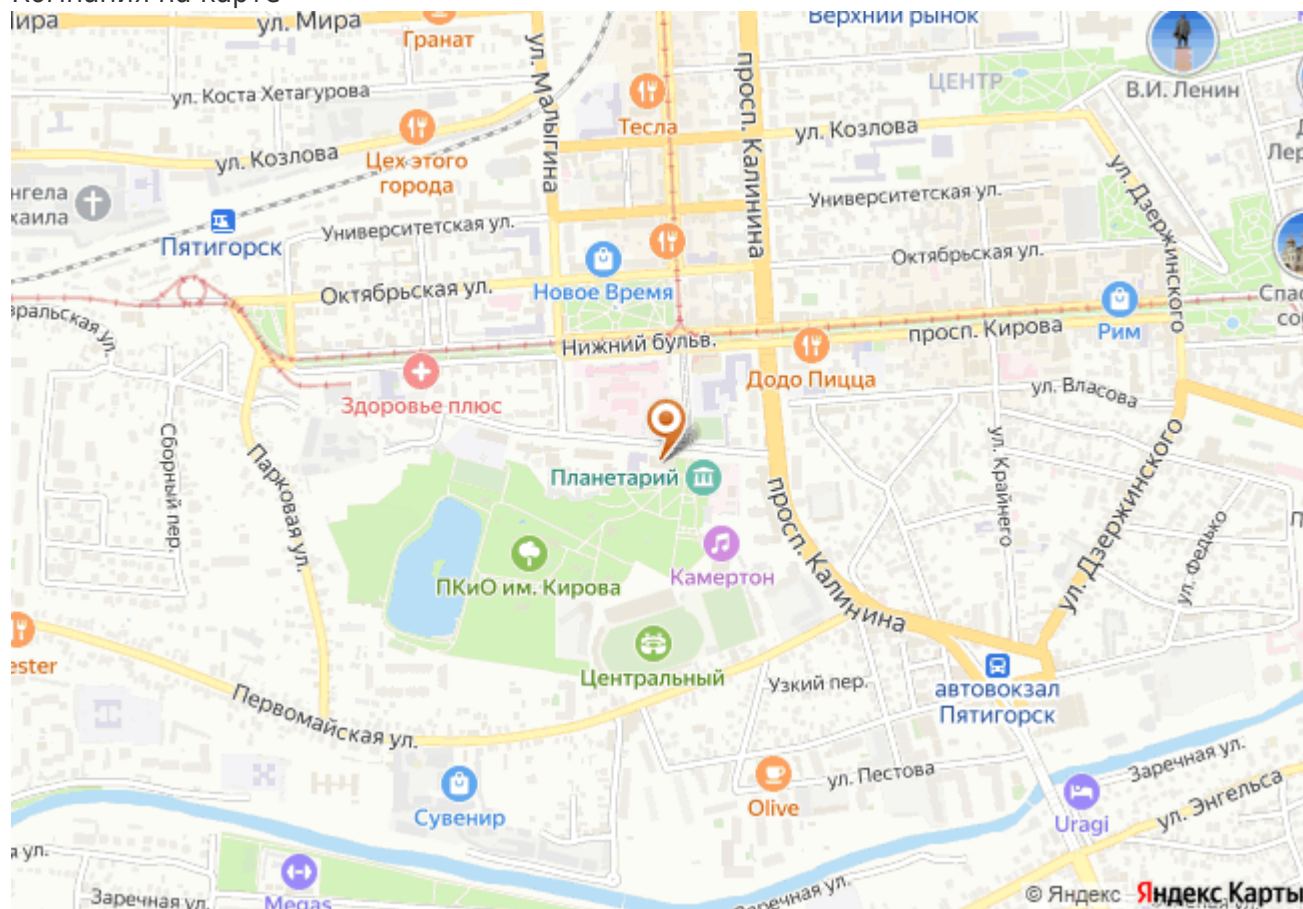 Компания на карте
ул. Мира
Гранат
Верхний рынок
ул. Малыгина
просп. Калинина
ЦЕНТР
В.И. Ленин
ул. Коста Хетагурова
Тесла
ул. Козлова
ул. Козлова
Цех этого
города
ул. Дзержинского
Университетская ул.
Университетская ул.
Пятигорск
Октябрьская ул.
Октябрьская ул.
Новое Время
просп. Кирова
Рим
Нижний бульв.
Додо Пицца
ул. Власова
Здоровье плюс
Сборный пер.
Парковая ул.
ул. Крайнего
Планетарий
просп. Калинина
ул. Дзержинского
ул. Федько
ПКиО им. Кирова
Камертон
Центральный
Узкий пер.
автовокзал
Пятигорск
Первомайская ул.
ул. Пестова
Заречная ул.
Olive
Сувенир
Uragi
ул. Энгельса
Заречная ул.
Megas
© Яндекс Яндекс Карты